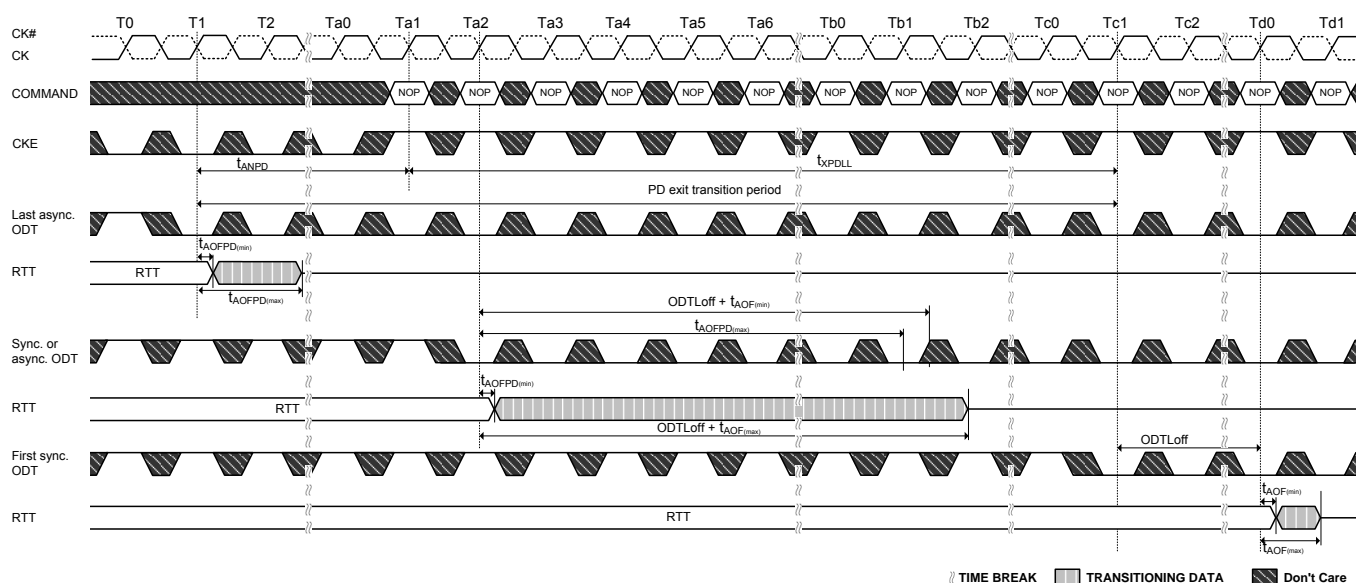 T0 T1 T2 Ta0 Ta1 Ta2 Ta3 Ta4 Ta5 Ta6 Tb0 Tb1 Tb2 Tc0 Tc1 Tc2 Td0 Td1
CK#
CK
COMMAND NOP NOP NOP NOP NOP NOP NOP NOP NOP NOP NOP NOP NOP NOP
CKE
tANPD tXPDLL
PD exit transition period
Last async.
ODT
tAOFPD(min)
RTT RTT
tAOFPD(max)
ODTLoff + tAOF(min)
tAOFPD(max)
Sync. or
async. ODT
tAOFPD(min)
RTT RTT
ODTLoff + tAOF(max)
ODTLoff
First sync.
ODT
tAOF(min)
RTT RTT
tAOF(max)
TIME BREAK TRANSITIONING DATA Don't Care